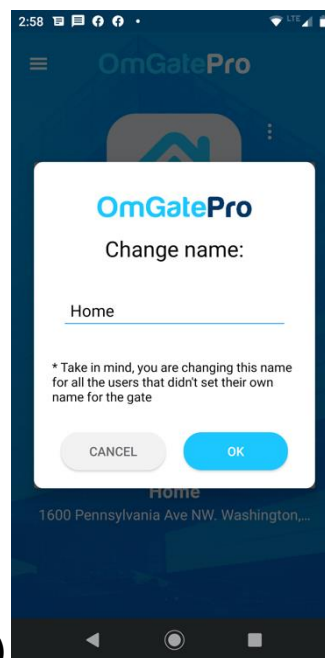 2:58
LTE
OmGatePro
OmGatePro
Change name:
Home
* Take in mind, you are changing this name
for all the users that didn't set their own
name for the gate
CANCEL
OK
Home
1600 Pennsylvania Ave NW. Washington,...
)